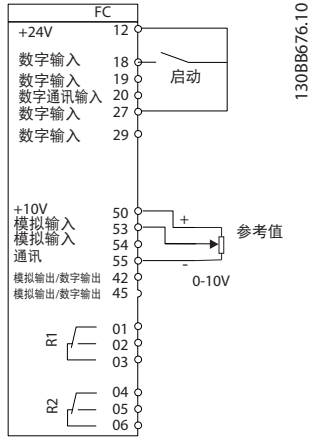 FC
+24V 12
数字输入 18
数字输入 19
数字通讯输入 20
数字输入 27
数字输入 29
启动
+10V 50
模拟输入 53
模拟输入 54
通讯 55
模拟输出/数字输出 42
模拟输出/数字输出 45
+
-
参考值
0-10V
R1
01
02
03
R2
04
05
06
130BB676.10